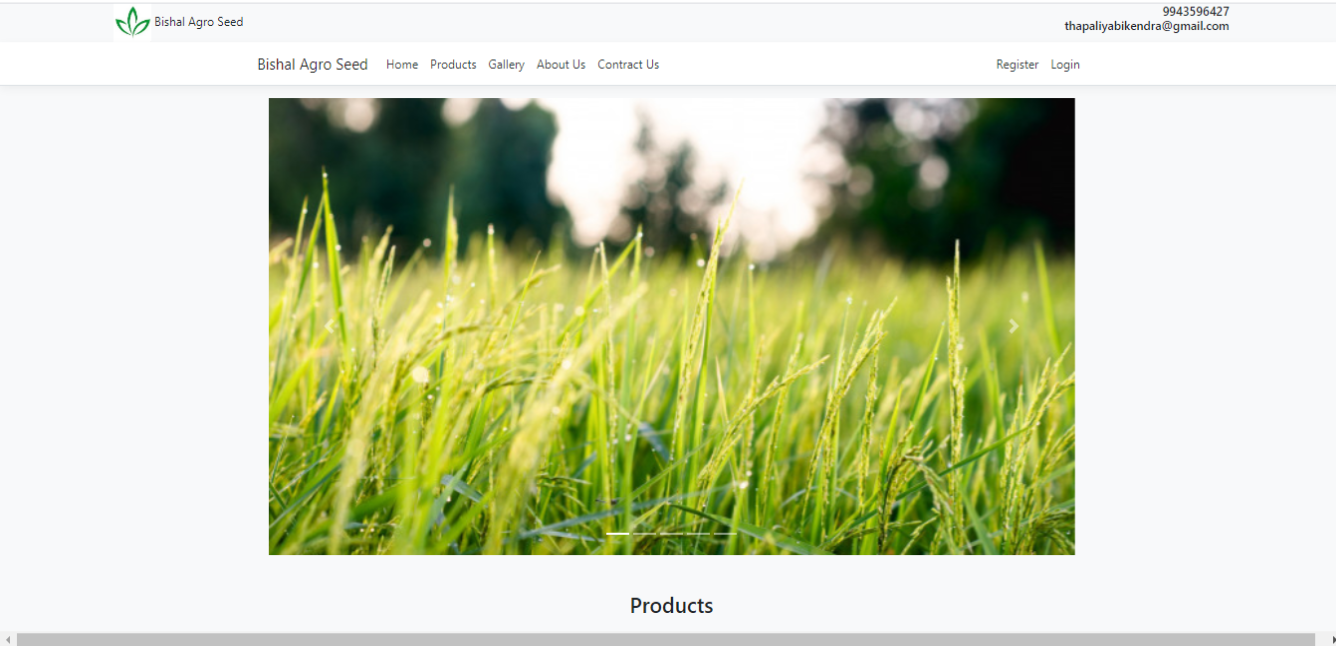 Bishal Agro Seed
9943596427
thapaliyabikendra@gmail.com
Bishal Agro Seed Home Products Gallery About Us Contract Us Register Login
Products